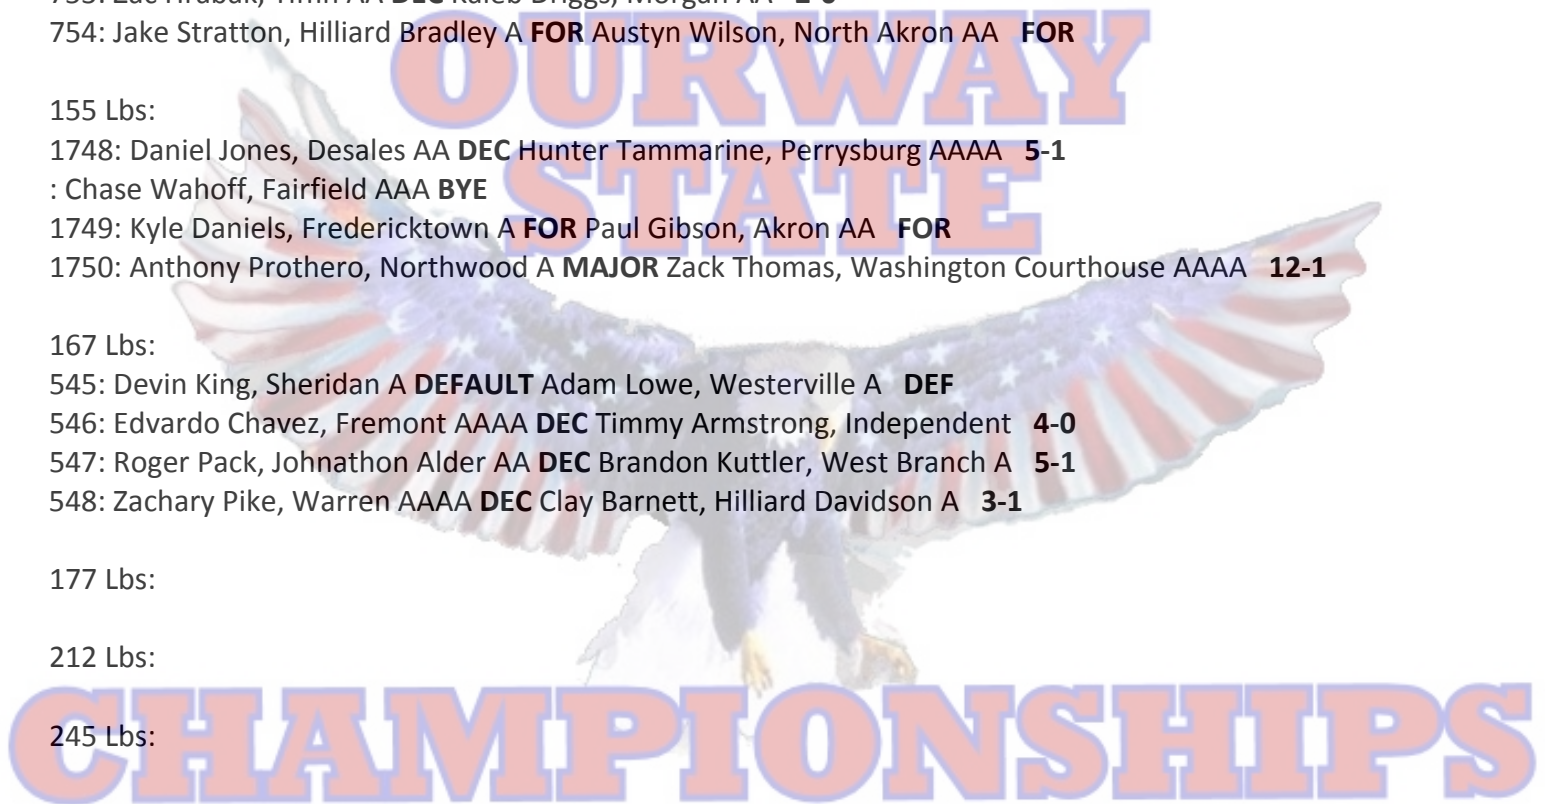 754: Jake Stratton, Hilliard Bradley A FOR Austyn Wilson, North Akron AA FOR
155 Lbs:
1748: Daniel Jones, Desales AA DEC Hunter Tammarine, Perrysburg AAAA 5-1
: Chase Wahoff, Fairfield AAA BYE
1749: Kyle Daniels, Fredericktown A FOR Paul Gibson, Akron AA FOR
1750: Anthony Prothero, Northwood A MAJOR Zack Thomas, Washington Courthouse AAAA 12-1
167 Lbs:
545: Devin King, Sheridan A DEFAULT Adam Lowe, Westerville A DEF
546: Edvardo Chavez, Fremont AAAA DEC Timmy Armstrong, Independent 4-0
547: Roger Pack, Johnathon Alder AA DEC Brandon Kuttler, West Branch A 5-1
548: Zachary Pike, Warren AAAA DEC Clay Barnett, Hilliard Davidson A 3-1
177 Lbs:
212 Lbs:
245 Lbs:
OURWAY
STATE
CHAMPIONSHIPS